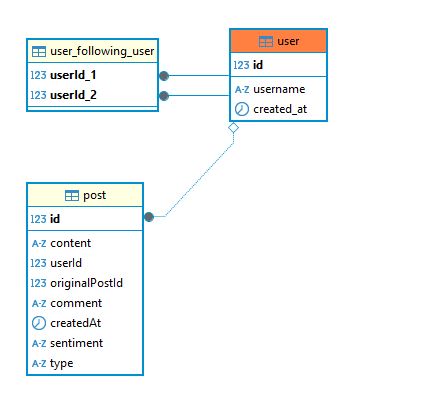 user_following_user
123 userId_1
123 userId_2
user
123 id
A-Z username
created_at
post
123 id
A-Z content
123 userId
123 originalPostId
A-Z comment
createdAt
A-Z sentiment
A-Z type